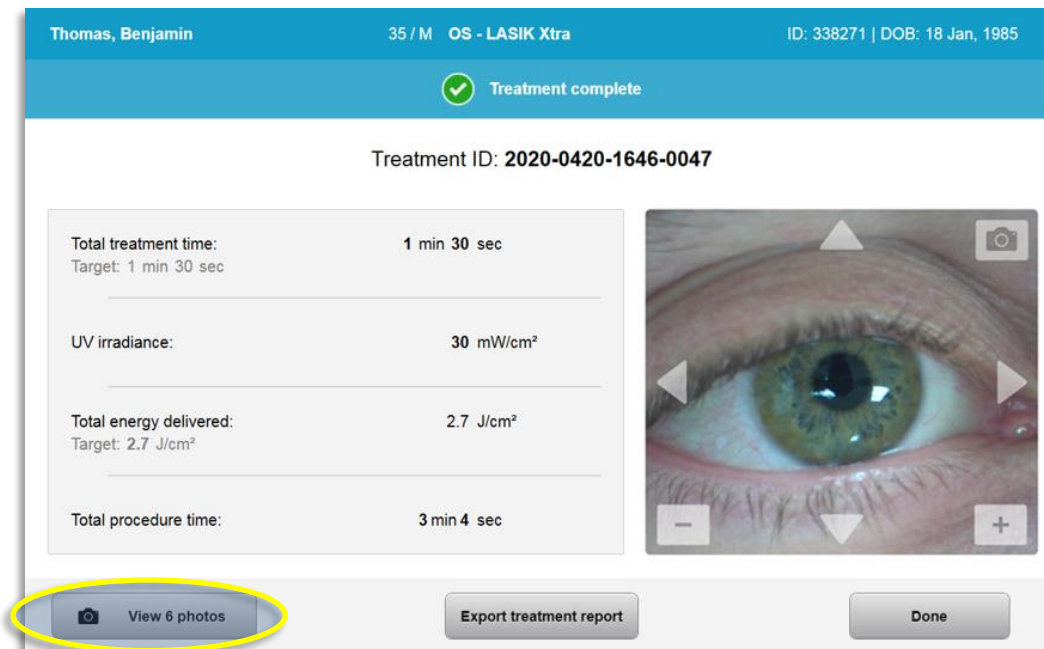 Thomas, Benjamin 35 / M OS - LASIK Xtra ID: 338271 | DOB: 18 Jan, 1985
Treatment complete
Treatment ID: 2020-0420-1646-0047
Total treatment time: 1 min 30 sec
Target: 1 min 30 sec
UV irradiance: 30 mW/cm²
Total energy delivered: 2.7 J/cm²
Target: 2.7 J/cm²
Total procedure time: 3 min 4 sec
View 6 photos Export treatment report Done